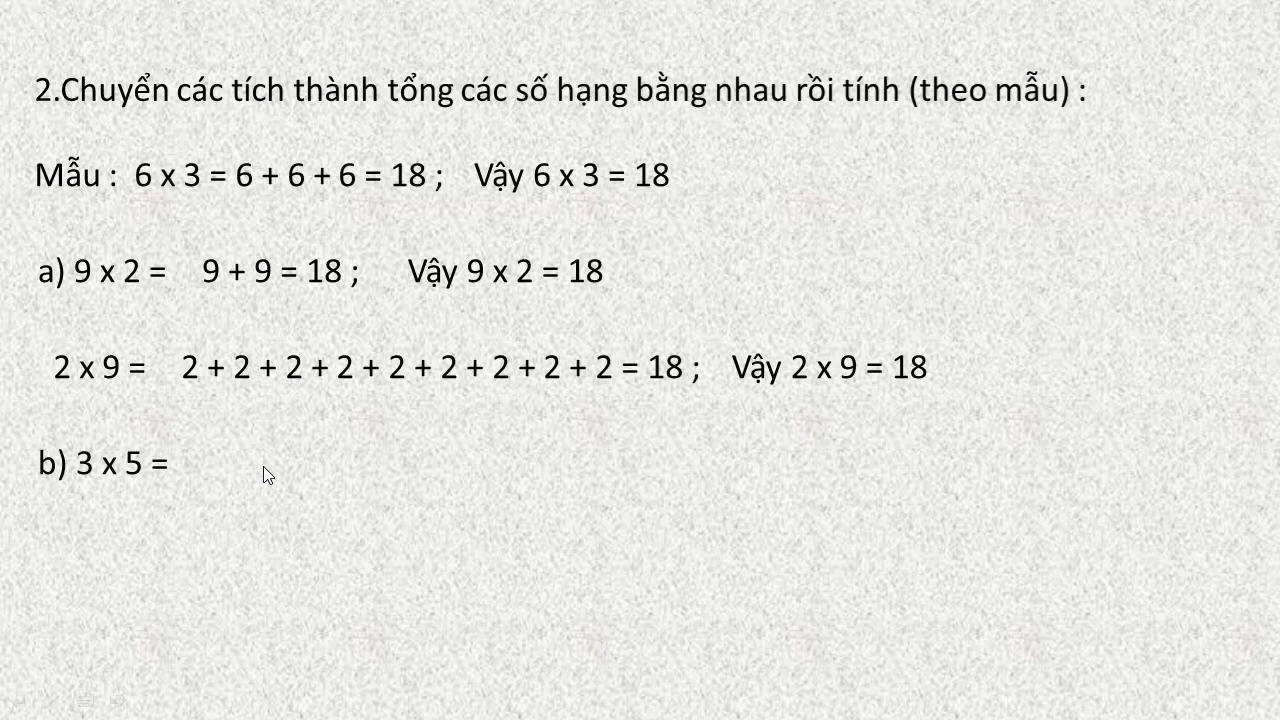 2.Chuyển các tích thành tổng các số hạng bằng nhau rồi tính (theo mẫu) :
Mẫu : 6 x 3 = 6 + 6 + 6 = 18 ; Vậy 6 x 3 = 18
a) 9 x 2 = 9 + 9 = 18 ; Vậy 9 x 2 = 18
2 x 9 = 2 + 2 + 2 + 2 + 2 + 2 + 2 + 2 + 2 = 18 ; Vậy 2 x 9 = 18
b) 3 x 5 =